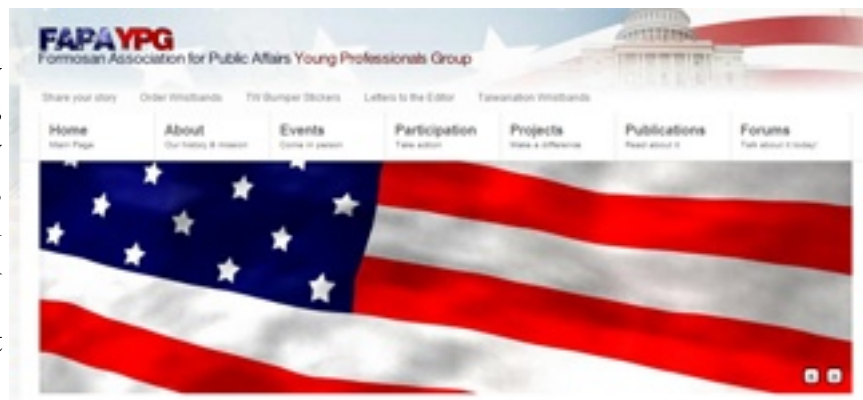 FAPAYPG
Formosan Association for Public Affairs Young Professionals Group
Share your story Order Wristbands TW Bumper Stickers Letters to the Editor Taiwanation Wristbands
Home About Events Participation Projects Publications Forums
Main Page Our history & mission Come in person Take action Make a difference Read about it Talk about it today!